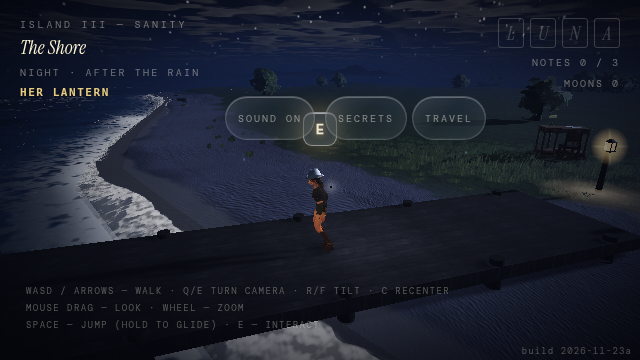 ISLAND III — SANITY
The Shore
NIGHT · AFTER THE RAIN
HER LANTERN
L U N A
NOTES 0 / 3
MOONS 0
SOUND ON
SECRETS
TRAVEL
E
WASD / ARROWS — WALK · Q/E TURN CAMERA · R/F TILT · C RECENTER
MOUSE DRAG — LOOK · WHEEL — ZOOM
SPACE — JUMP (HOLD TO GLIDE) · E — INTERACT
build 2026-11-23a